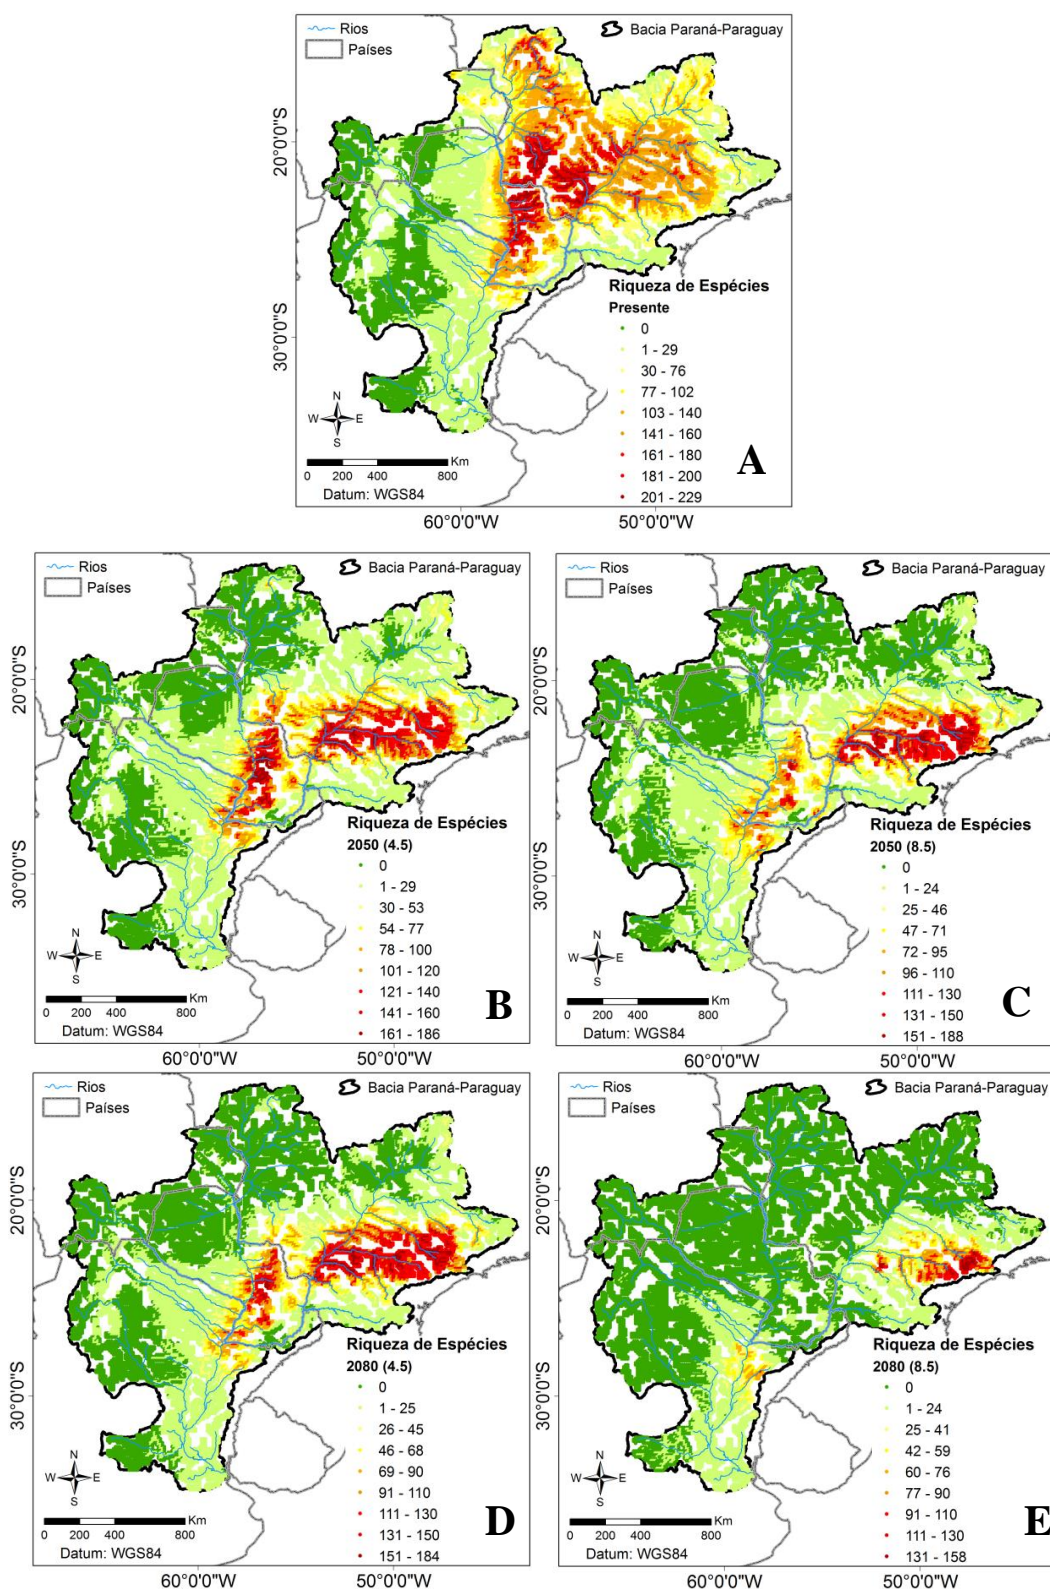 Rios
Bacia Paraná-Paraguay
Países
20°0'0"S
30°0'0"S
Riqueza de Espécies
Presente
0
1 - 29
30 - 76
77 - 102
103 - 140
141 - 160
161 - 180
181 - 200
201 - 229
N
W E
S
Km
0 200 400 800
Datum: WGS84
A
60°0'0"W 50°0'0"W
Rios
Bacia Paraná-Paraguay
Países
20°0'0"S
30°0'0"S
Riqueza de Espécies
2050 (4.5)
0
1 - 29
30 - 53
54 - 77
78 - 100
101 - 120
121 - 140
141 - 160
161 - 186
N
W E
S
Km
0 200 400 800
Datum: WGS84
B
60°0'0"W 50°0'0"W
Rios
Bacia Paraná-Paraguay
Países
20°0'0"S
30°0'0"S
Riqueza de Espécies
2050 (8.5)
0
1 - 24
25 - 46
47 - 71
72 - 95
96 - 110
111 - 130
131 - 150
151 - 188
N
W E
S
Km
0 200 400 800
Datum: WGS84
C
60°0'0"W 50°0'0"W
Rios
Bacia Paraná-Paraguay
Países
20°0'0"S
30°0'0"S
Riqueza de Espécies
2080 (4.5)
0
1 - 25
26 - 45
46 - 68
69 - 90
91 - 110
111 - 130
131 - 150
151 - 184
N
W E
S
Km
0 200 400 800
Datum: WGS84
D
60°0'0"W 50°0'0"W
Rios
Bacia Paraná-Paraguay
Países
20°0'0"S
30°0'0"S
Riqueza de Espécies
2080 (8.5)
0
1 - 24
25 - 41
42 - 59
60 - 76
77 - 90
91 - 110
111 - 130
131 - 158
N
W E
S
Km
0 200 400 800
Datum: WGS84
E
60°0'0"W 50°0'0"W